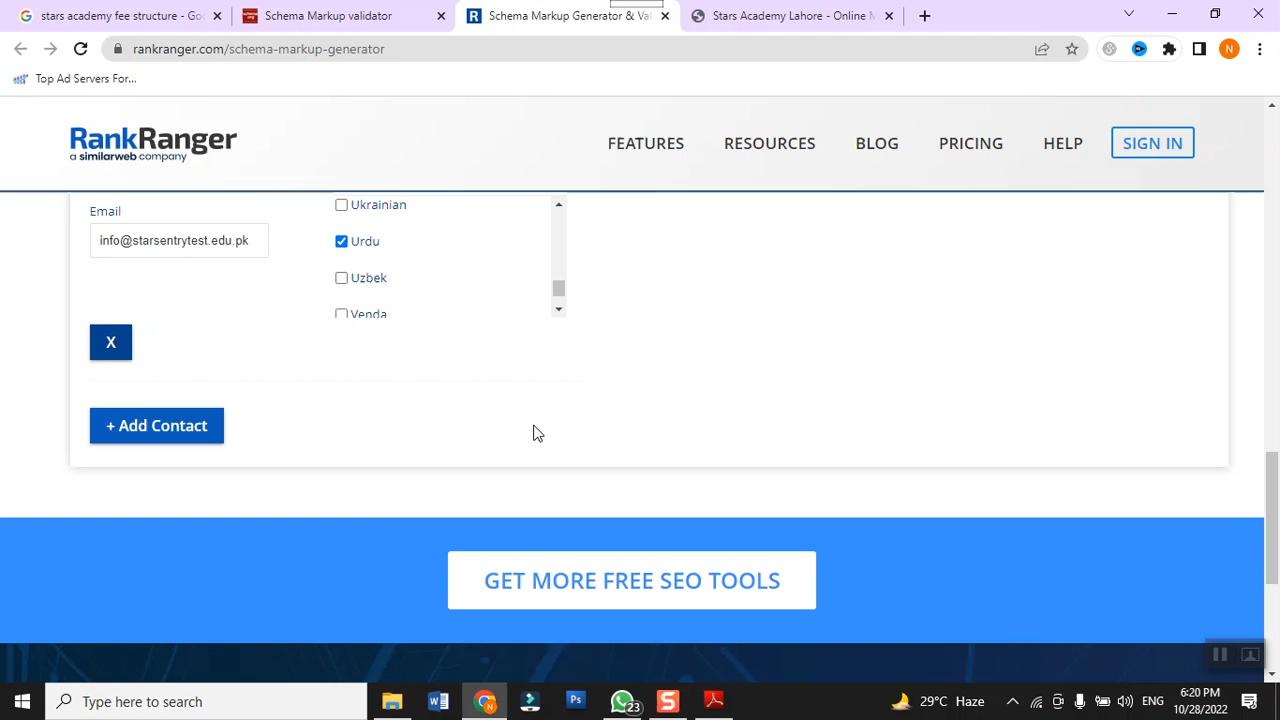 stars academy fee structure - Go
Schema Markup validator
Schema Markup Generator & Val
Stars Academy Lahore - Online M
rankranger.com/schema-markup-generator
N
Top Ad Servers For...
RankRanger
a similarweb company
FEATURES
RESOURCES
BLOG
PRICING
HELP
SIGN IN
Email
info@starsentrytest.edu.pk
Ukrainian
Urdu
Uzbek
Venda
X
+ Add Contact
GET MORE FREE SEO TOOLS
Type here to search
23
29°C Haze
ENG
6:20 PM
10/28/2022